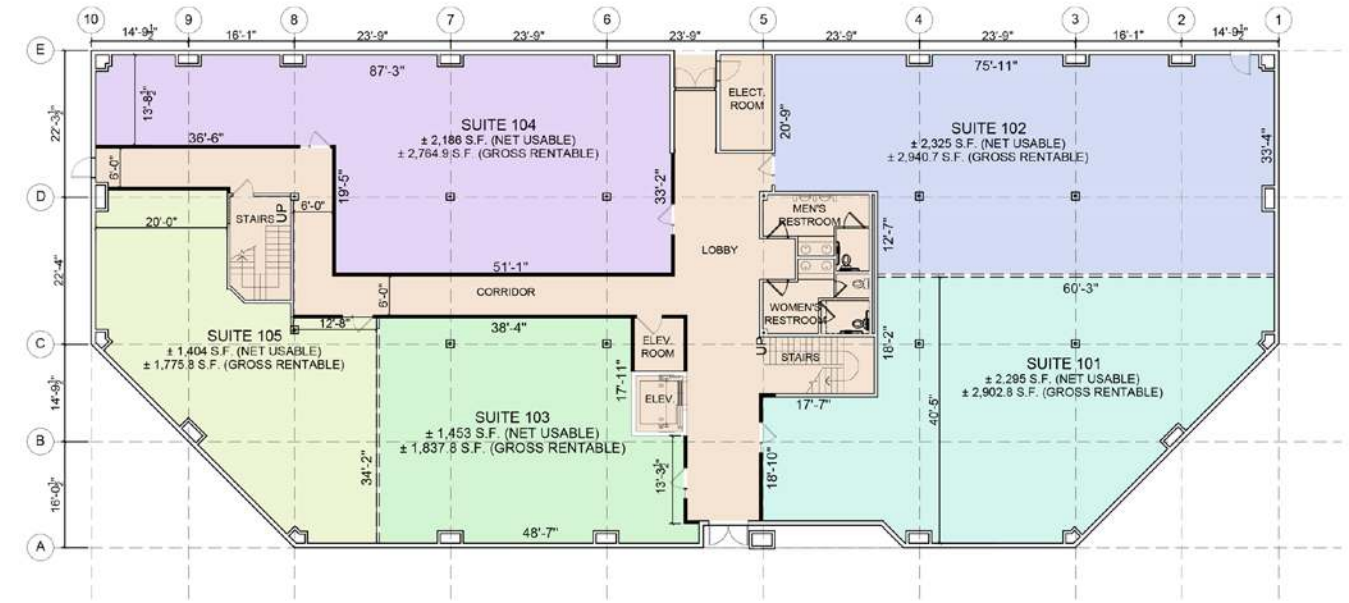 10 9 8 7 6 5 4 3 2 1
14'-9½" 16'-1" 23'-9" 23'-9" 23'-9" 23'-9" 23'-9" 16'-1" 14'-9½"
E
D
C
B
A
22'-3½"
22'-4"
14'-9½"
16'-0½"
87'-3"
13'-8½"
36'-6"
SUITE 104
± 2,186 S.F. (NET USABLE)
± 2,764.9 S.F. (GROSS RENTABLE)
19'-5"
33'-2"
51'-1"
ELECT.
ROOM
20'-9"
75'-11"
SUITE 102
± 2,325 S.F. (NET USABLE)
± 2,940.7 S.F. (GROSS RENTABLE)
33'-4"
12'-7"
60'-3"
6'-0"
6'-0"
6'-0"
20'-0"
STAIRS
UP
CORRIDOR
LOBBY
MEN'S
RESTROOM
WOMEN'S
RESTROOM
UP
STAIRS
17'-7"
18'-2"
18'-10"
40'-5"
SUITE 101
± 2,295 S.F. (NET USABLE)
± 2,902.8 S.F. (GROSS RENTABLE)
12'-8"
SUITE 105
± 1,404 S.F. (NET USABLE)
± 1,775.8 S.F. (GROSS RENTABLE)
34'-2"
38'-4"
ELEV.
ROOM
ELEV.
17'-11"
SUITE 103
± 1,453 S.F. (NET USABLE)
± 1,837.8 S.F. (GROSS RENTABLE)
13'-3½"
48'-7"